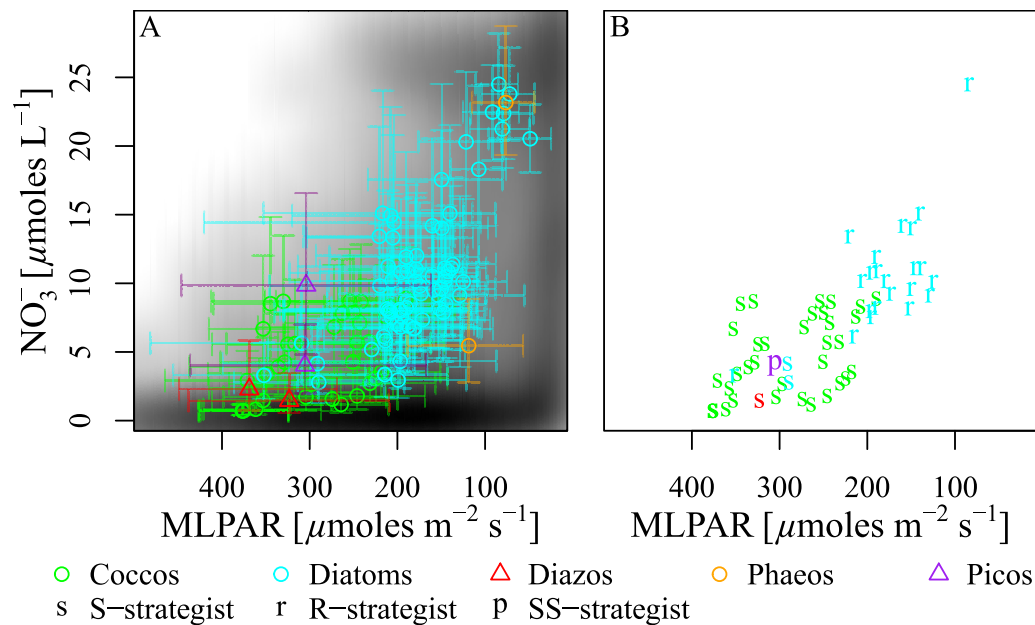 A
B
25
20
15
10
5
0
NO₃⁻ [μmoles L⁻¹]
400 300 200 100
400 300 200 100
MLPAR [μmoles m⁻² s⁻¹]
MLPAR [μmoles m⁻² s⁻¹]
Coccos Diatoms Diazos Phaeos Picos
s S−strategist r R−strategist p SS−strategist